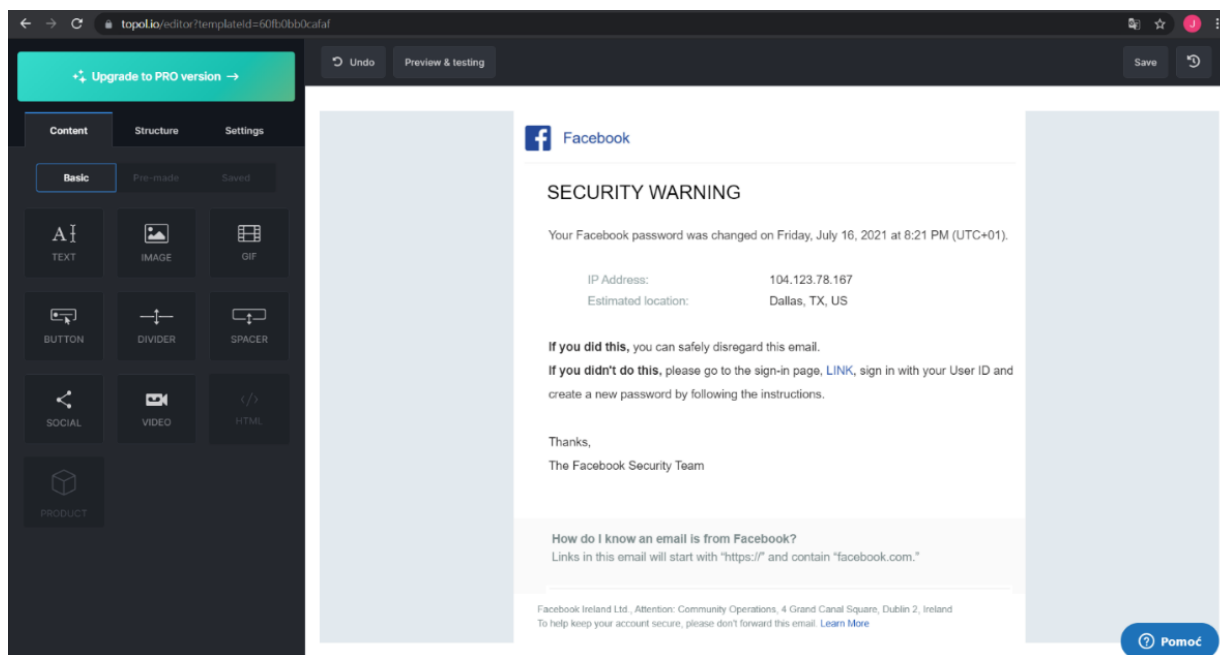 topol.io/editor?templateId=60fb0bb0cafaf
J
Upgrade to PRO version →
Undo
Preview & testing
Save
Content Structure Settings
Basic Pre-made Saved
TEXT IMAGE GIF
BUTTON DIVIDER SPACER
SOCIAL VIDEO HTML
PRODUCT
Facebook
SECURITY WARNING
Your Facebook password was changed on Friday, July 16, 2021 at 8:21 PM (UTC+01).
IP Address: 104.123.78.167
Estimated location: Dallas, TX, US
If you did this, you can safely disregard this email.
If you didn't do this, please go to the sign-in page, LINK, sign in with your User ID and
create a new password by following the instructions.
Thanks,
The Facebook Security Team
How do I know an email is from Facebook?
Links in this email will start with "https://" and contain "facebook.com."
Facebook Ireland Ltd., Attention: Community Operations, 4 Grand Canal Square, Dublin 2, Ireland
To help keep your account secure, please don't forward this email. Learn More
Pomoć